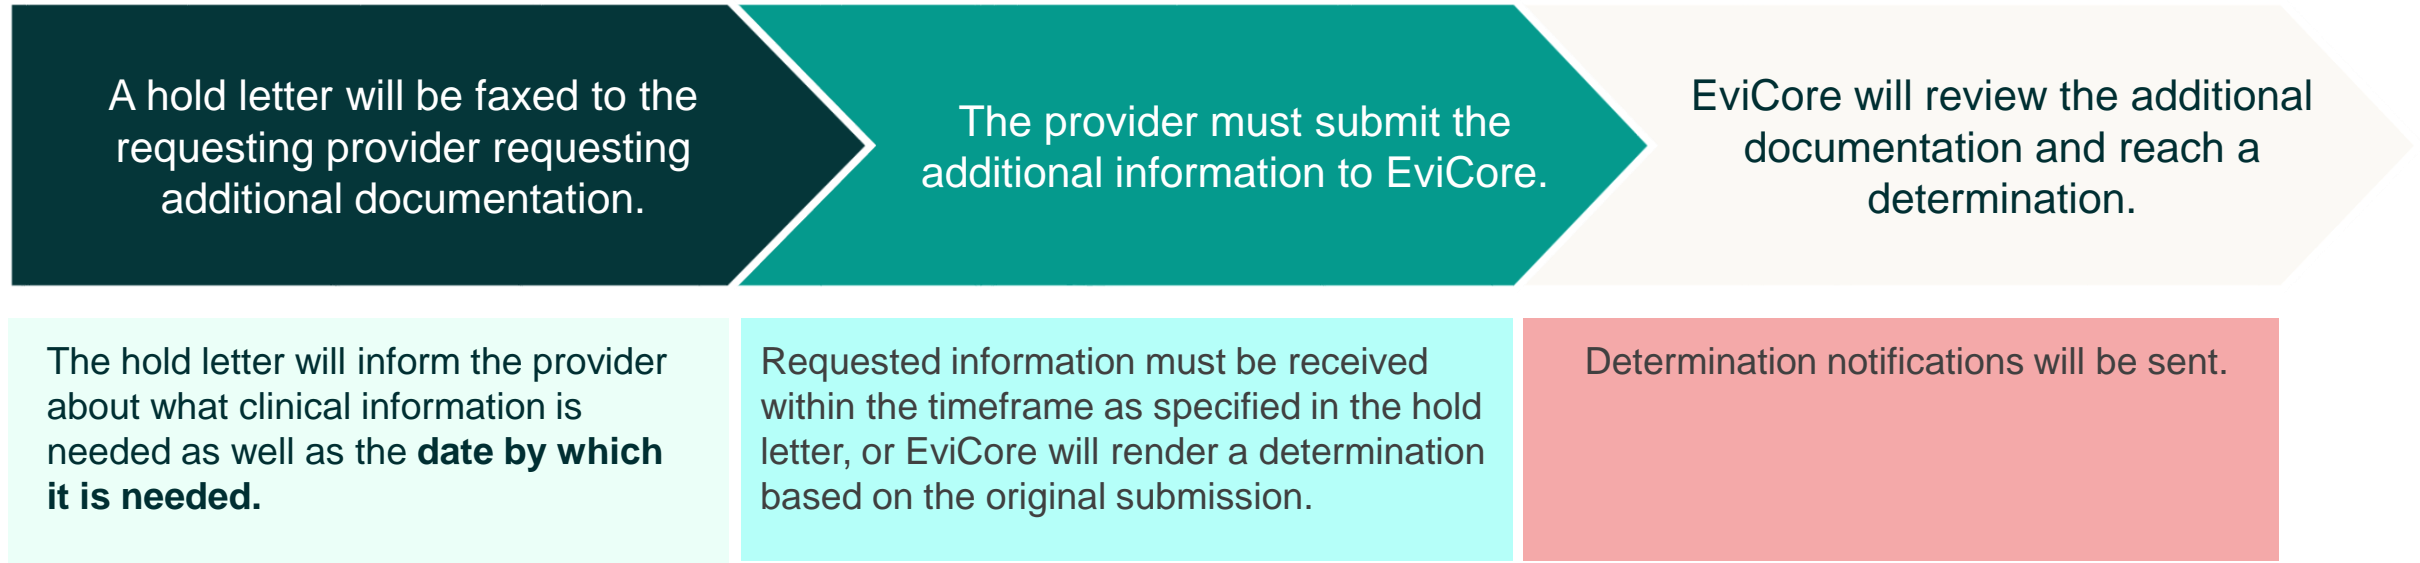 A hold letter will be faxed to the
requesting provider requesting
additional documentation.
The provider must submit the
additional information to EviCore.
EviCore will review the additional
documentation and reach a
determination.
The hold letter will inform the provider
about what clinical information is
needed as well as the date by which
it is needed.
Requested information must be received
within the timeframe as specified in the hold
letter, or EviCore will render a determination
based on the original submission.
Determination notifications will be sent.